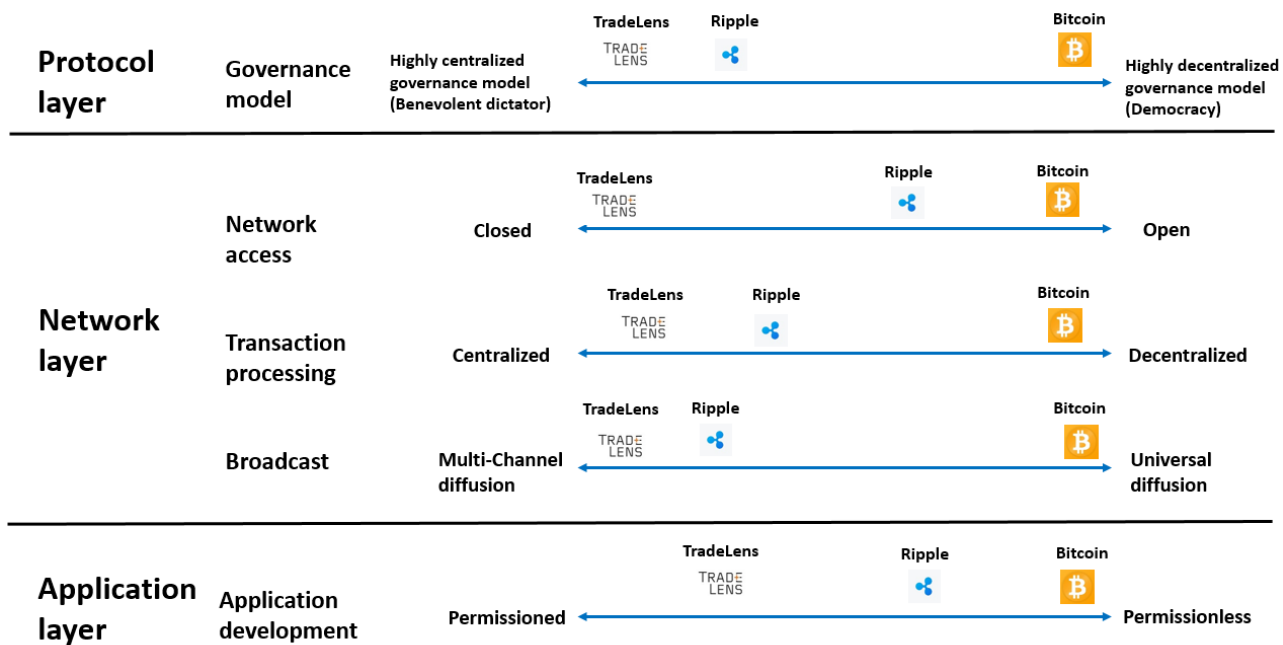 TradeLens
Ripple
Bitcoin
TRADE
LENS
Protocol
layer
Governance
model
Highly centralized
governance model
(Benevolent dictator)
Highly decentralized
governance model
(Democracy)
TradeLens
Ripple
Bitcoin
TRADE
LENS
Network
access
Closed
Open
Network
layer
TradeLens
Ripple
Bitcoin
TRADE
LENS
Transaction
processing
Centralized
Decentralized
TradeLens
Ripple
Bitcoin
TRADE
LENS
Broadcast
Multi-Channel
diffusion
Universal
diffusion
Application
layer
TradeLens
Ripple
Bitcoin
TRADE
LENS
Application
development
Permissioned
Permissionless